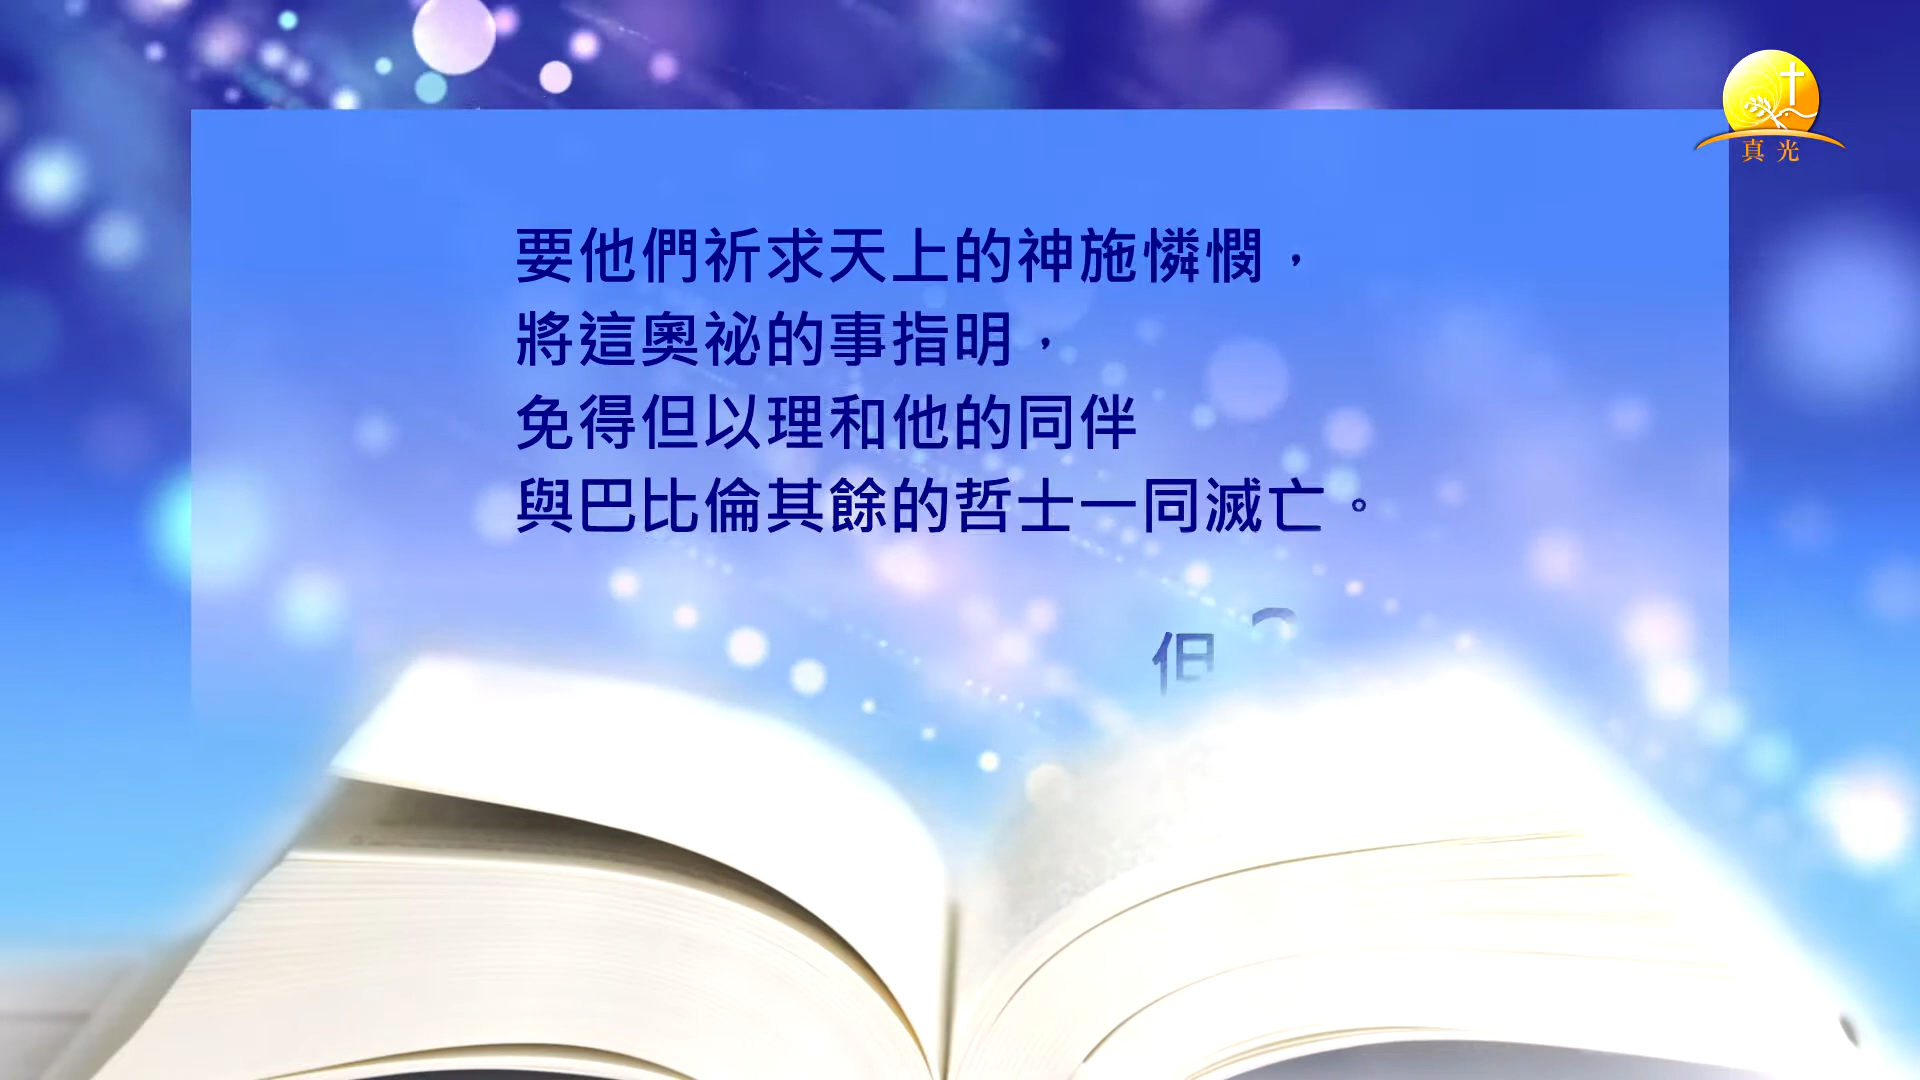 真光
要他們祈求天上的神施憐憫，
將這奧祕的事指明，
免得但以理和他的同伴
與巴比倫其餘的哲士一同滅亡。
但